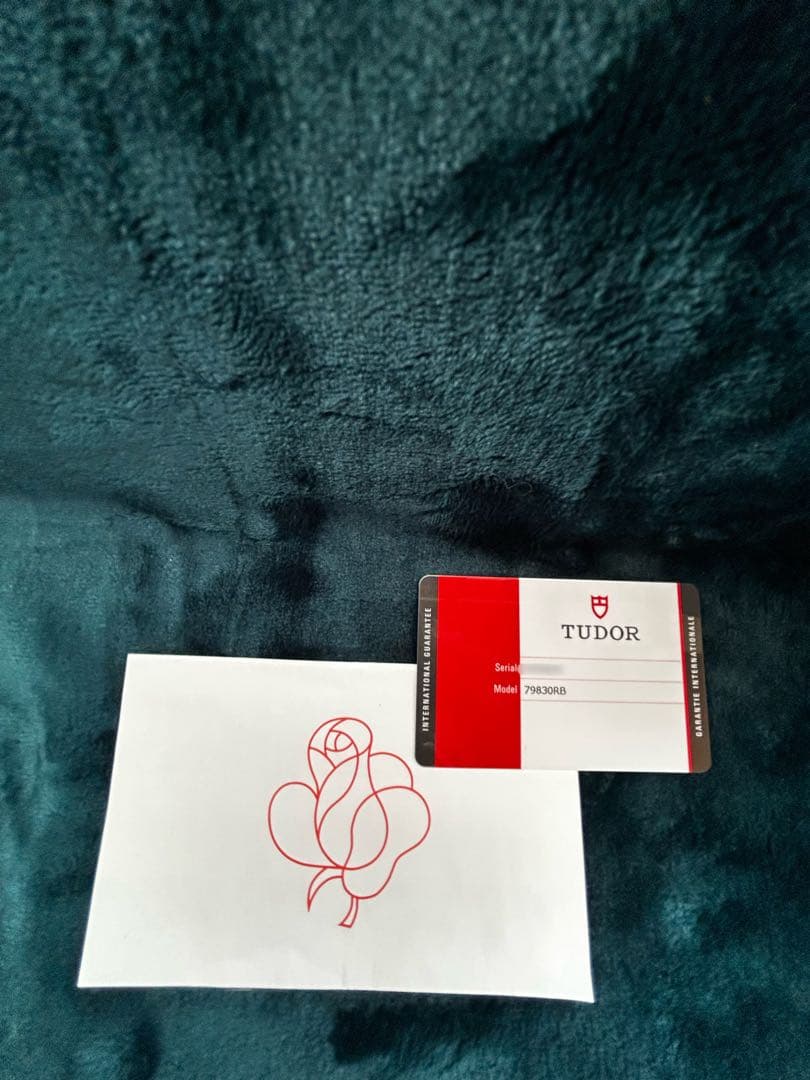 INTERNATIONAL GUARANTEE
TUDOR
Serial
Model 79830RB
GARANTIE INTERNATIONALE